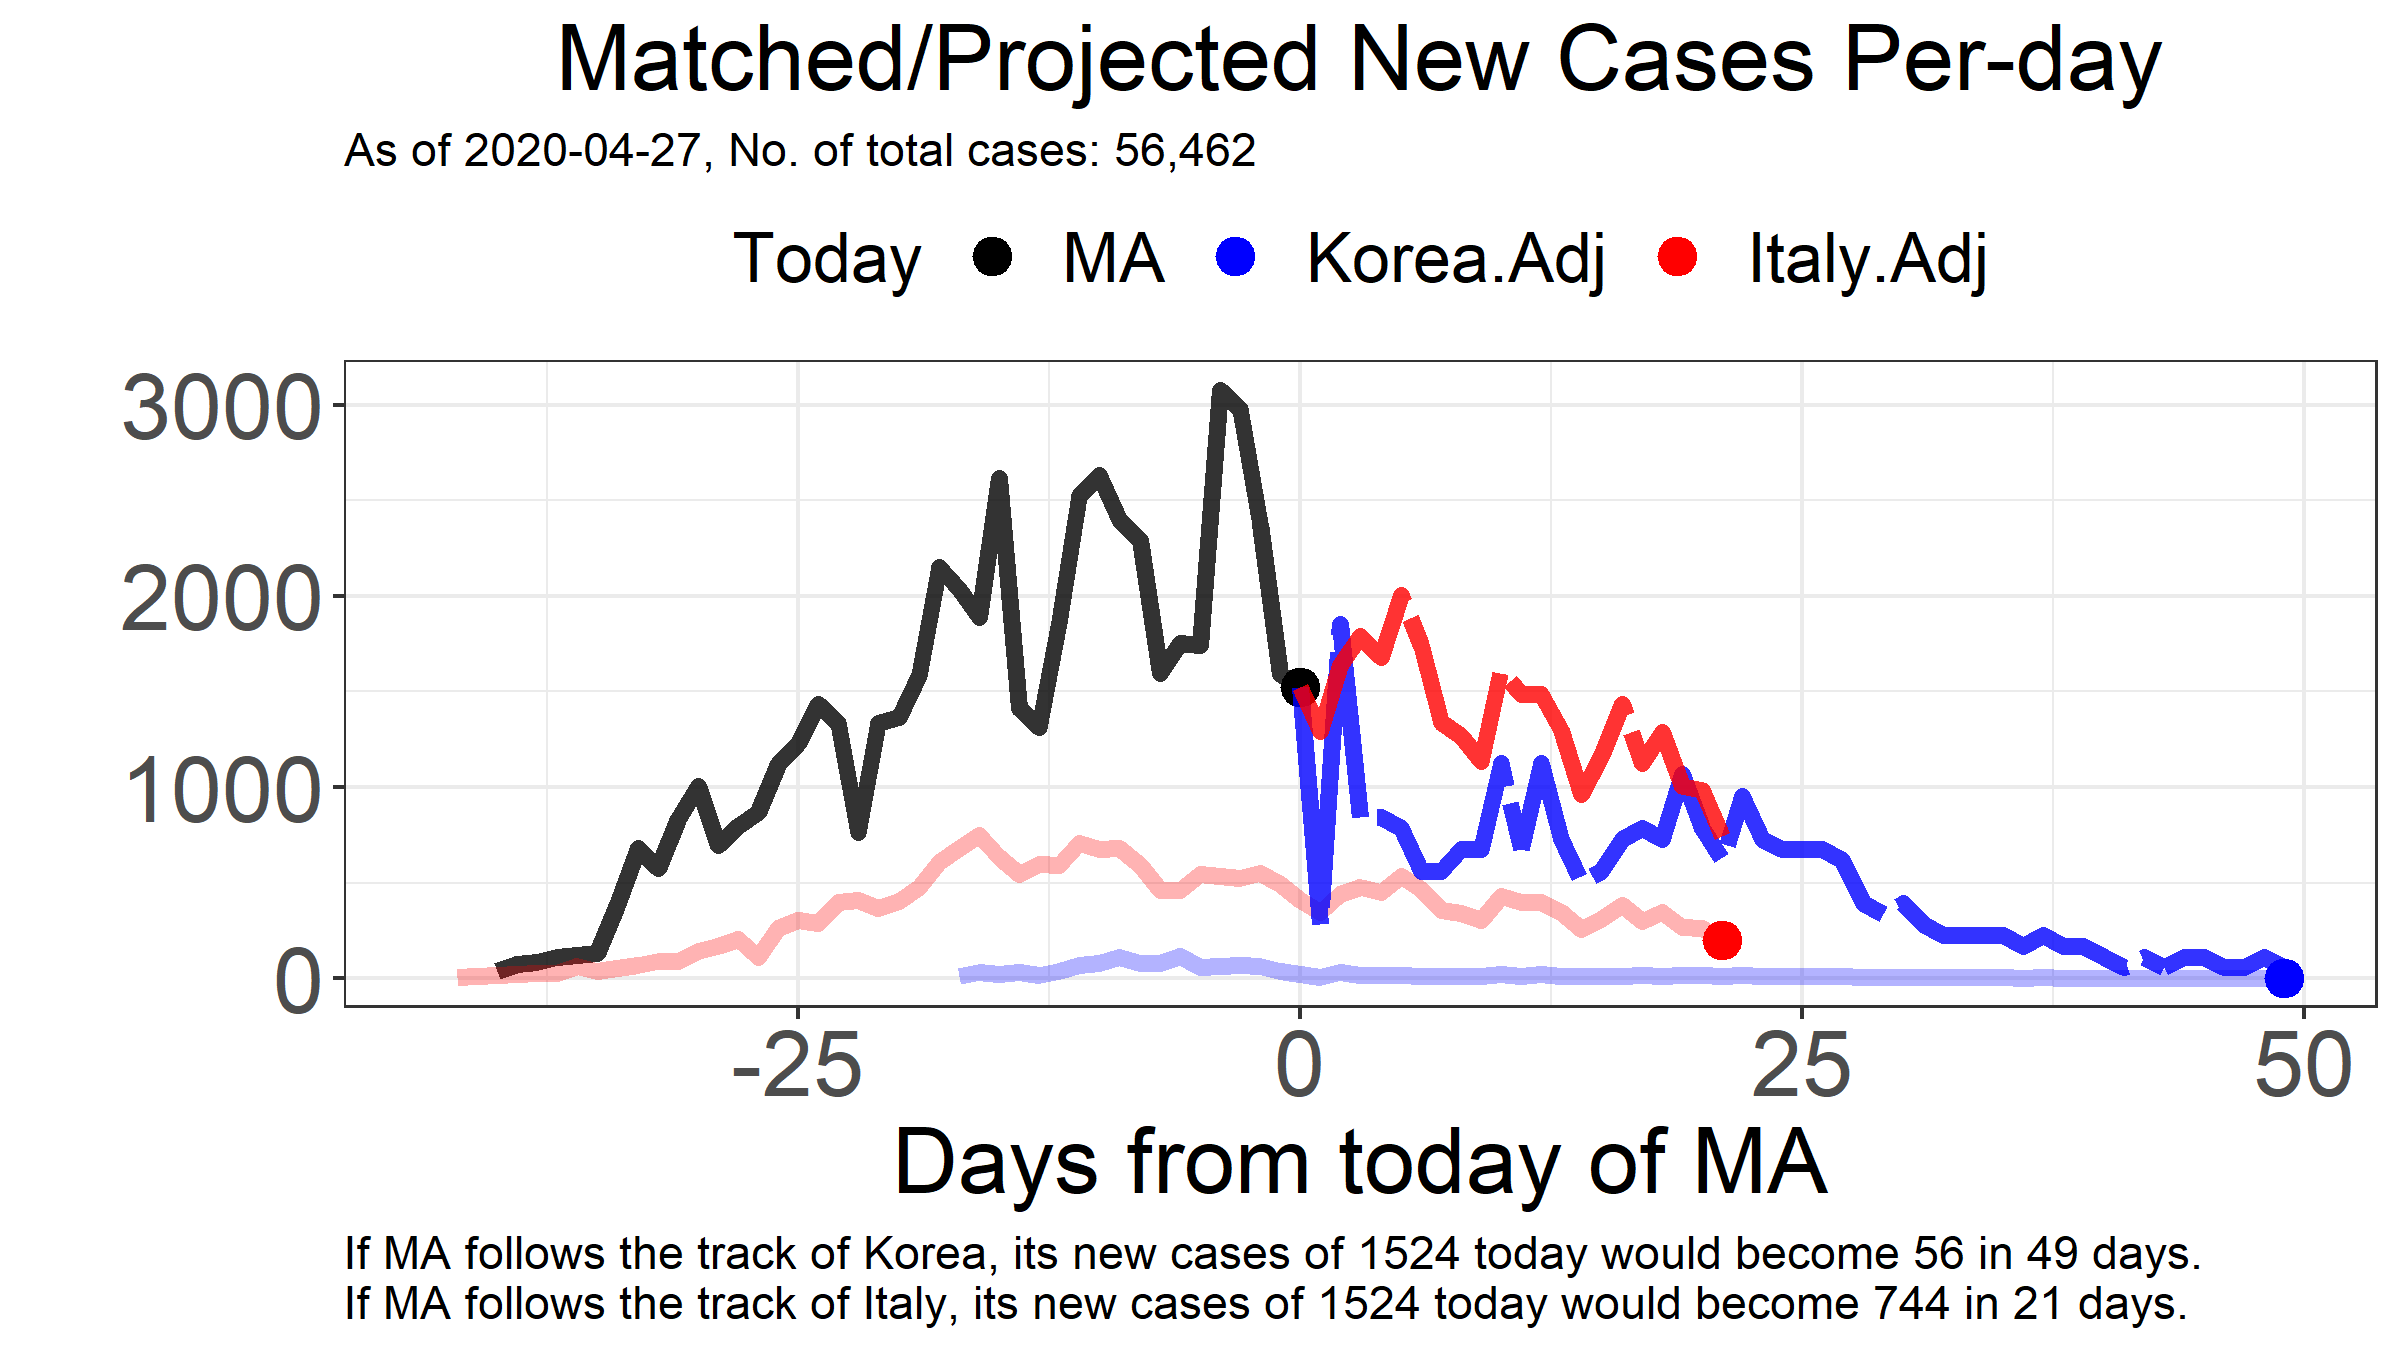 Matched/Projected New Cases Per-day
As of 2020-04-27, No. of total cases: 56,462
Today MA Korea.Adj Italy.Adj
3000
2000
1000
0
-25 0 25 50
Days from today of MA
If MA follows the track of Korea, its new cases of 1524 today would become 56 in 49 days.
If MA follows the track of Italy, its new cases of 1524 today would become 744 in 21 days.